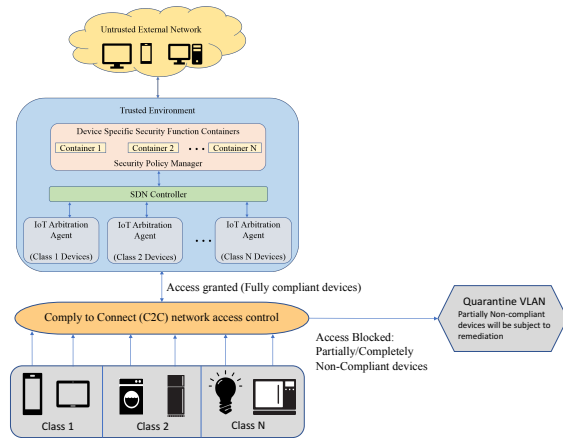 Untrusted External Network
Trusted Environment
Device Specific Security Function Containers
Container 1 Container 2 • • • Container N
Security Policy Manager
SDN Controller
IoT Arbitration
Agent
(Class 1 Devices)
IoT Arbitration
Agent
(Class 2 Devices)
• • •
IoT Arbitration
Agent
(Class N Devices)
Access granted (Fully compliant devices)
Comply to Connect (C2C) network access control
Quarantine VLAN
Partially Non-compliant
devices will be subject to
remediation
Access Blocked:
Partially/Completely
Non-Compliant devices
Class 1
Class 2
Class N